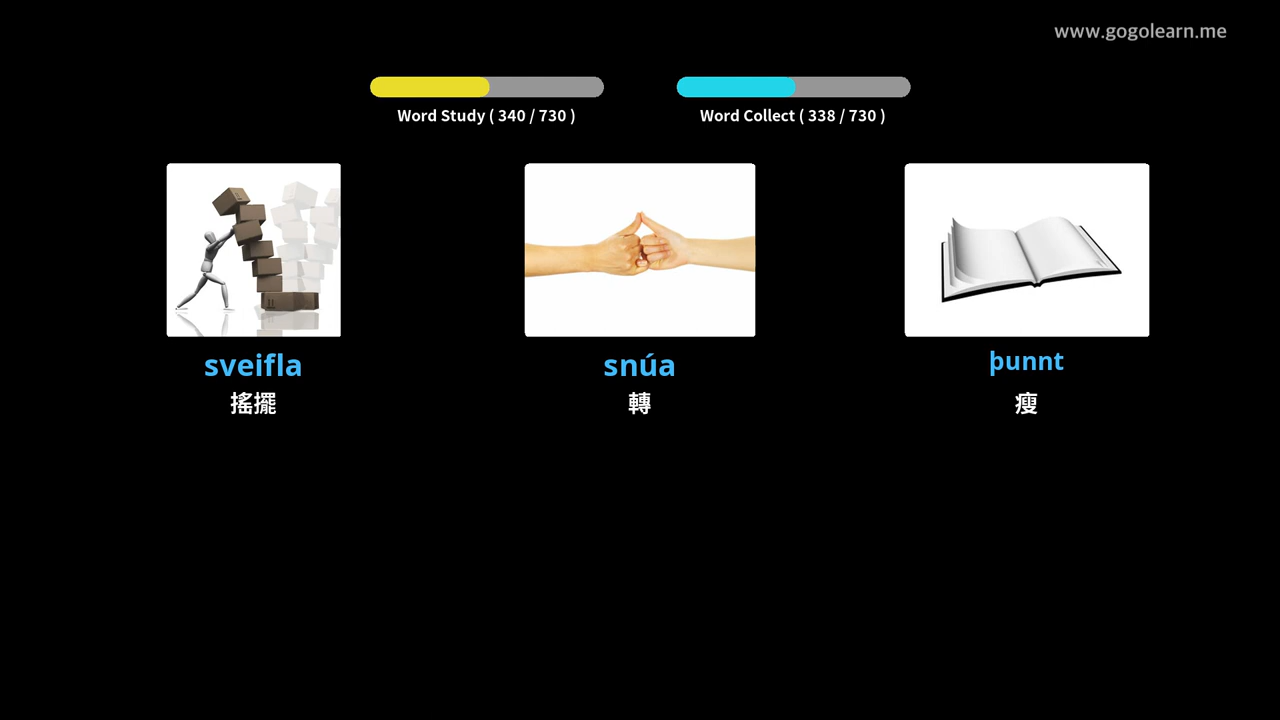 www.gogolearn.me
Word Study ( 340 / 730 )
Word Collect ( 338 / 730 )
sveifla
搖擺
snúa
轉
þunnt
瘦